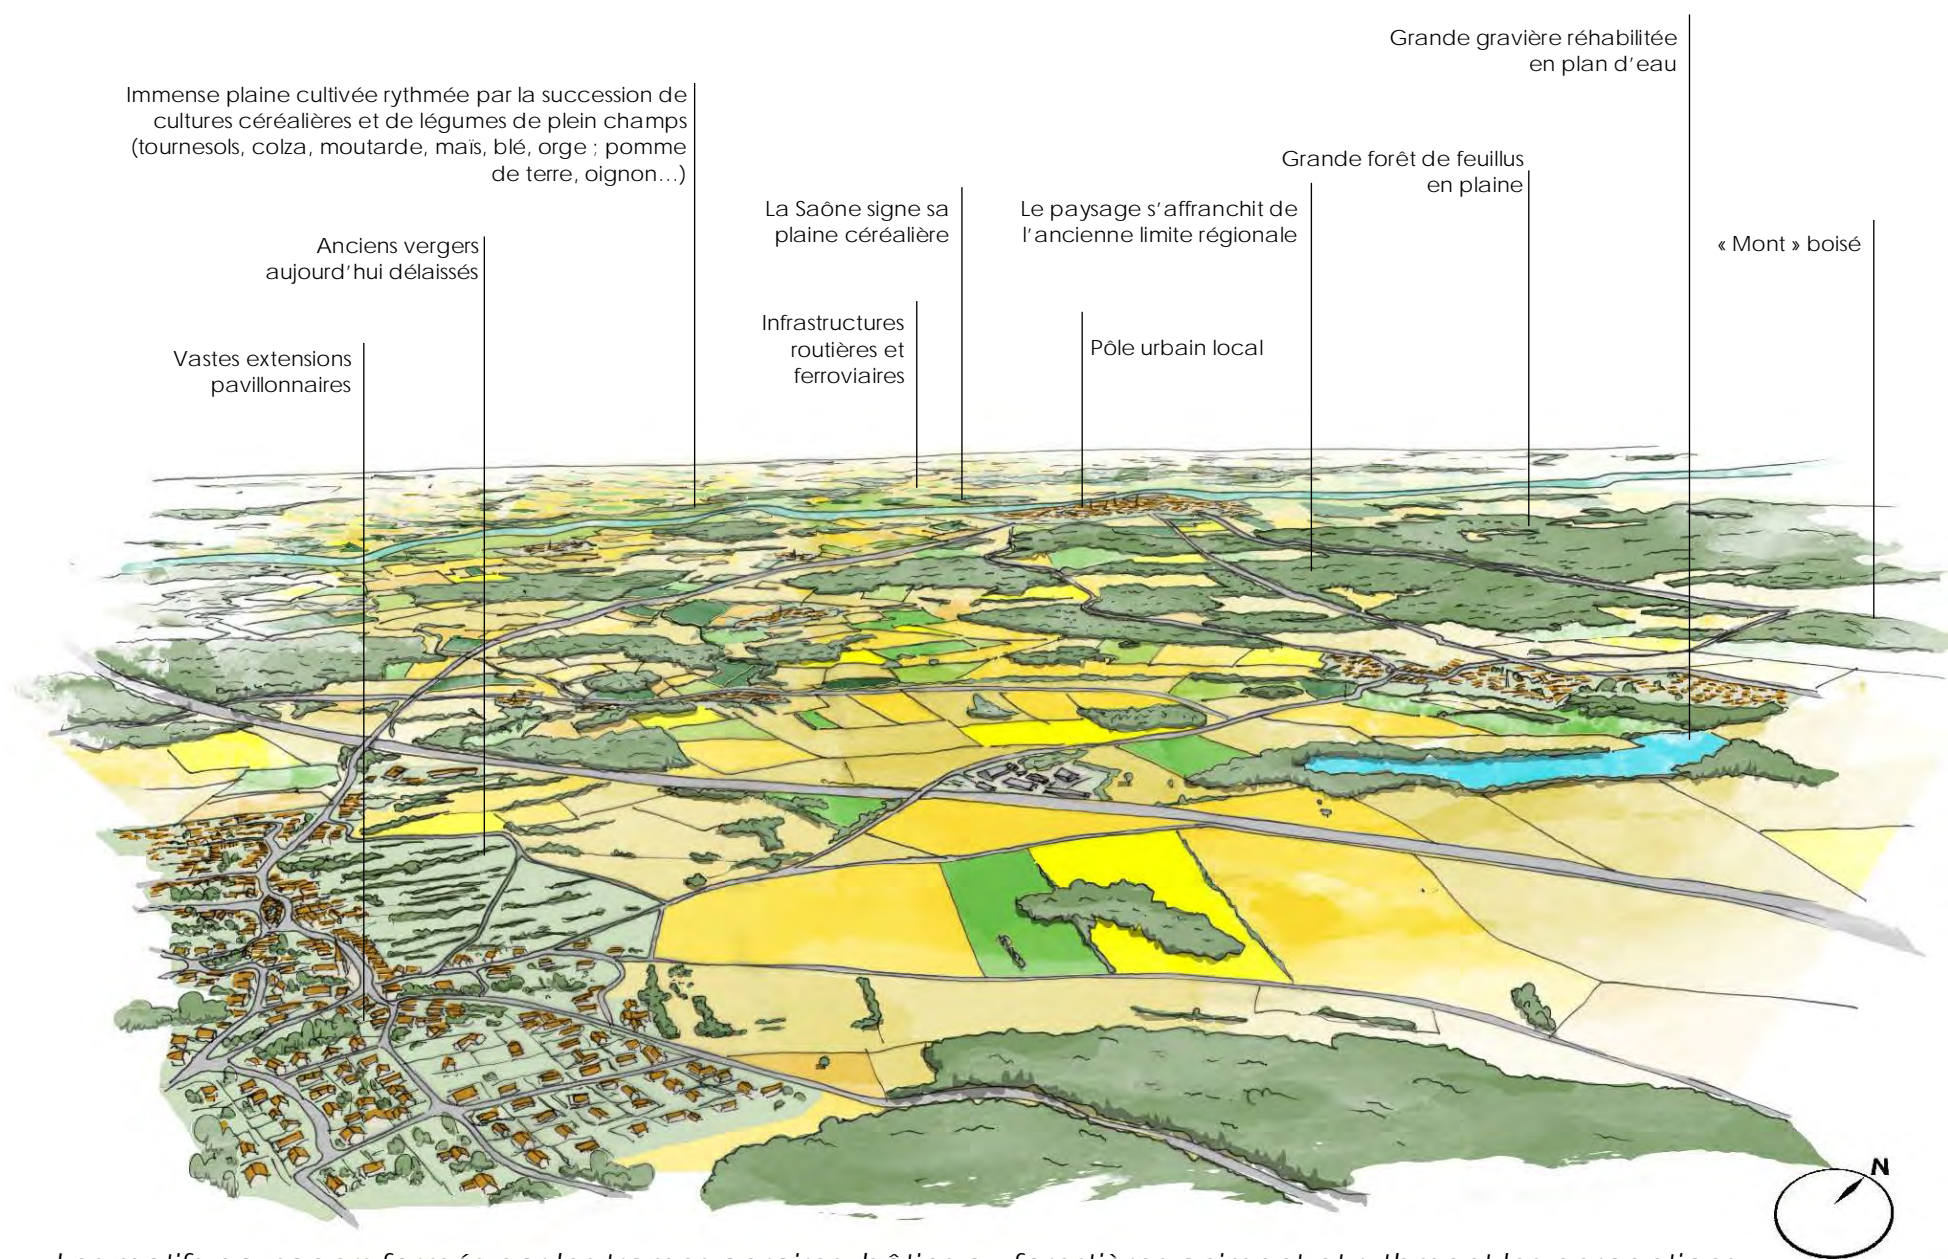 Grande gravière réhabilitée
en plan d'eau
Immense plaine cultivée rythmée par la succession de
cultures céréalières et de légumes de plein champs
(tournesols, colza, moutarde, maïs, blé, orge ; pomme
de terre, oignon…)
Grande forêt de feuillus
en plaine
La Saône signe sa
plaine céréalière
Le paysage s'affranchit de
l'ancienne limite régionale
« Mont » boisé
Anciens vergers
aujourd'hui délaissés
Infrastructures
routières et
ferroviaires
Pôle urbain local
Vastes extensions
pavillonnaires
N